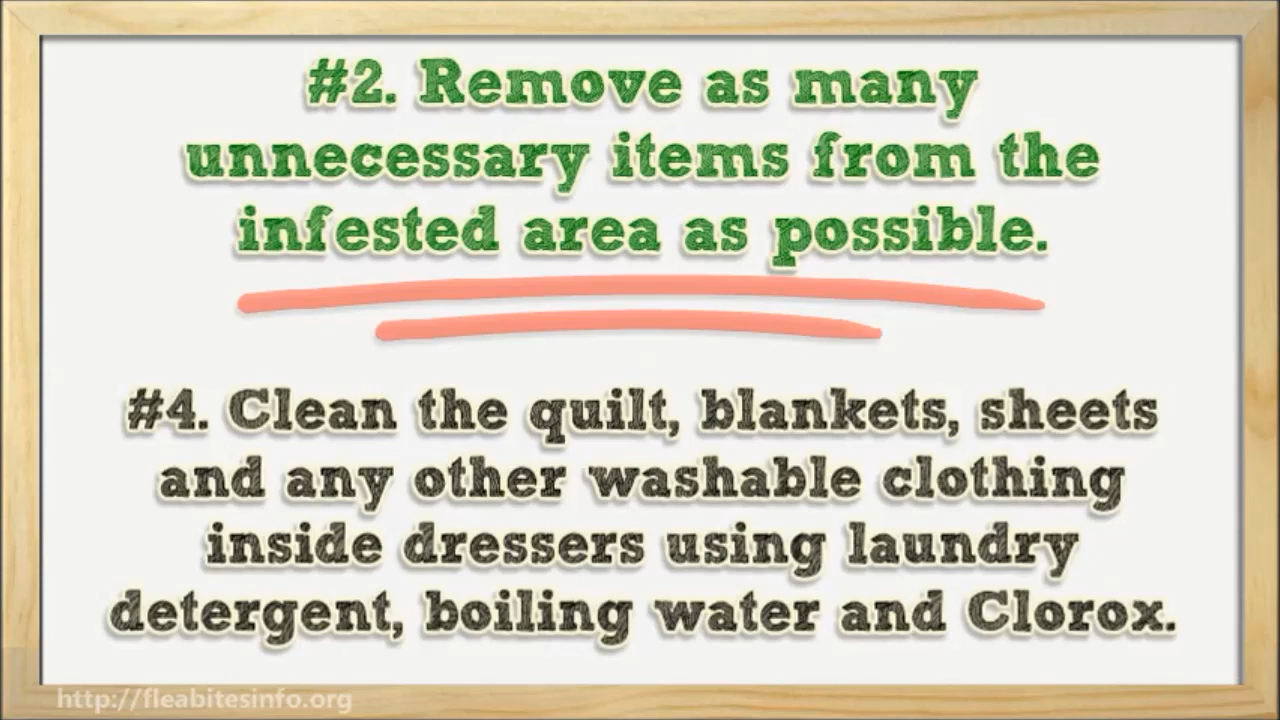 #2. Remove as many
unnecessary items from the
infested area as possible.
#4. Clean the quilt, blankets, sheets
and any other washable clothing
inside dressers using laundry
detergent, boiling water and Clorox.
http://fleabitesinfo.org